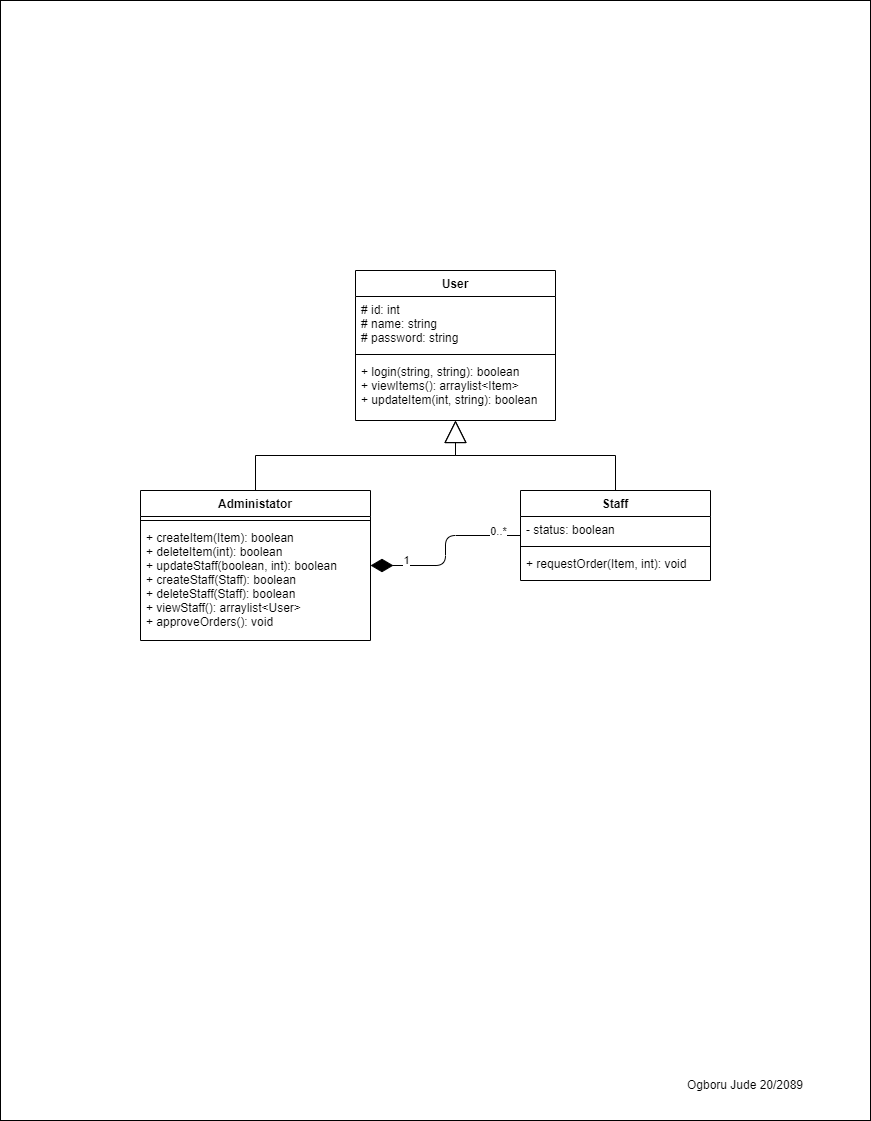 User
# id: int
# name: string
# password: string
+ login(string, string): boolean
+ viewItems(): arraylist<Item>
+ updateItem(int, string): boolean
Administator
+ createItem(Item): boolean
+ deleteItem(int): boolean
+ updateStaff(boolean, int): boolean
+ createStaff(Staff): boolean
+ deleteStaff(Staff): boolean
+ viewStaff(): arraylist<User>
+ approveOrders(): void
1
0..*
Staff
- status: boolean
+ requestOrder(Item, int): void
Ogboru Jude 20/2089